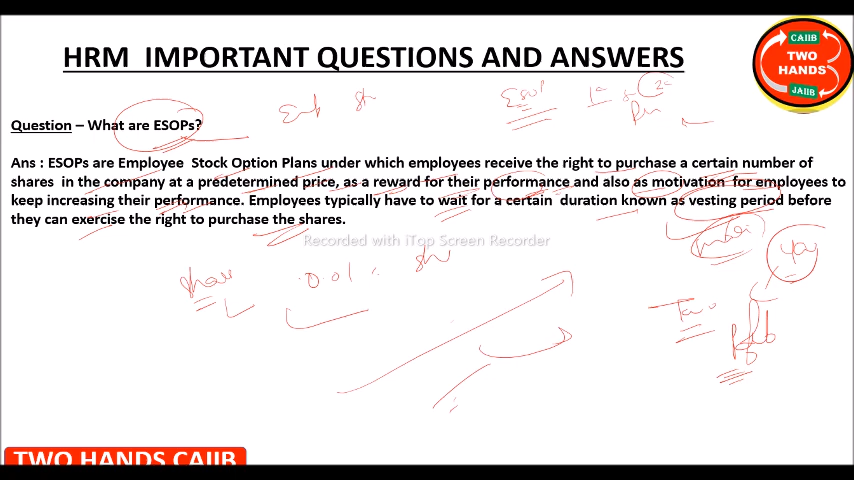 HRM IMPORTANT QUESTIONS AND ANSWERS
CAIIB
TWO
HANDS
JAIIB
Question – What are ESOPs?
Ans : ESOPs are Employee Stock Option Plans under which employees receive the right to purchase a certain number of
shares in the company at a predetermined price, as a reward for their performance and also as motivation for employees to
keep increasing their performance. Employees typically have to wait for a certain duration known as vesting period before
they can exercise the right to purchase the shares.
Recorded with iTop Screen Recorder
0.01
TWO HANDS CAIIB